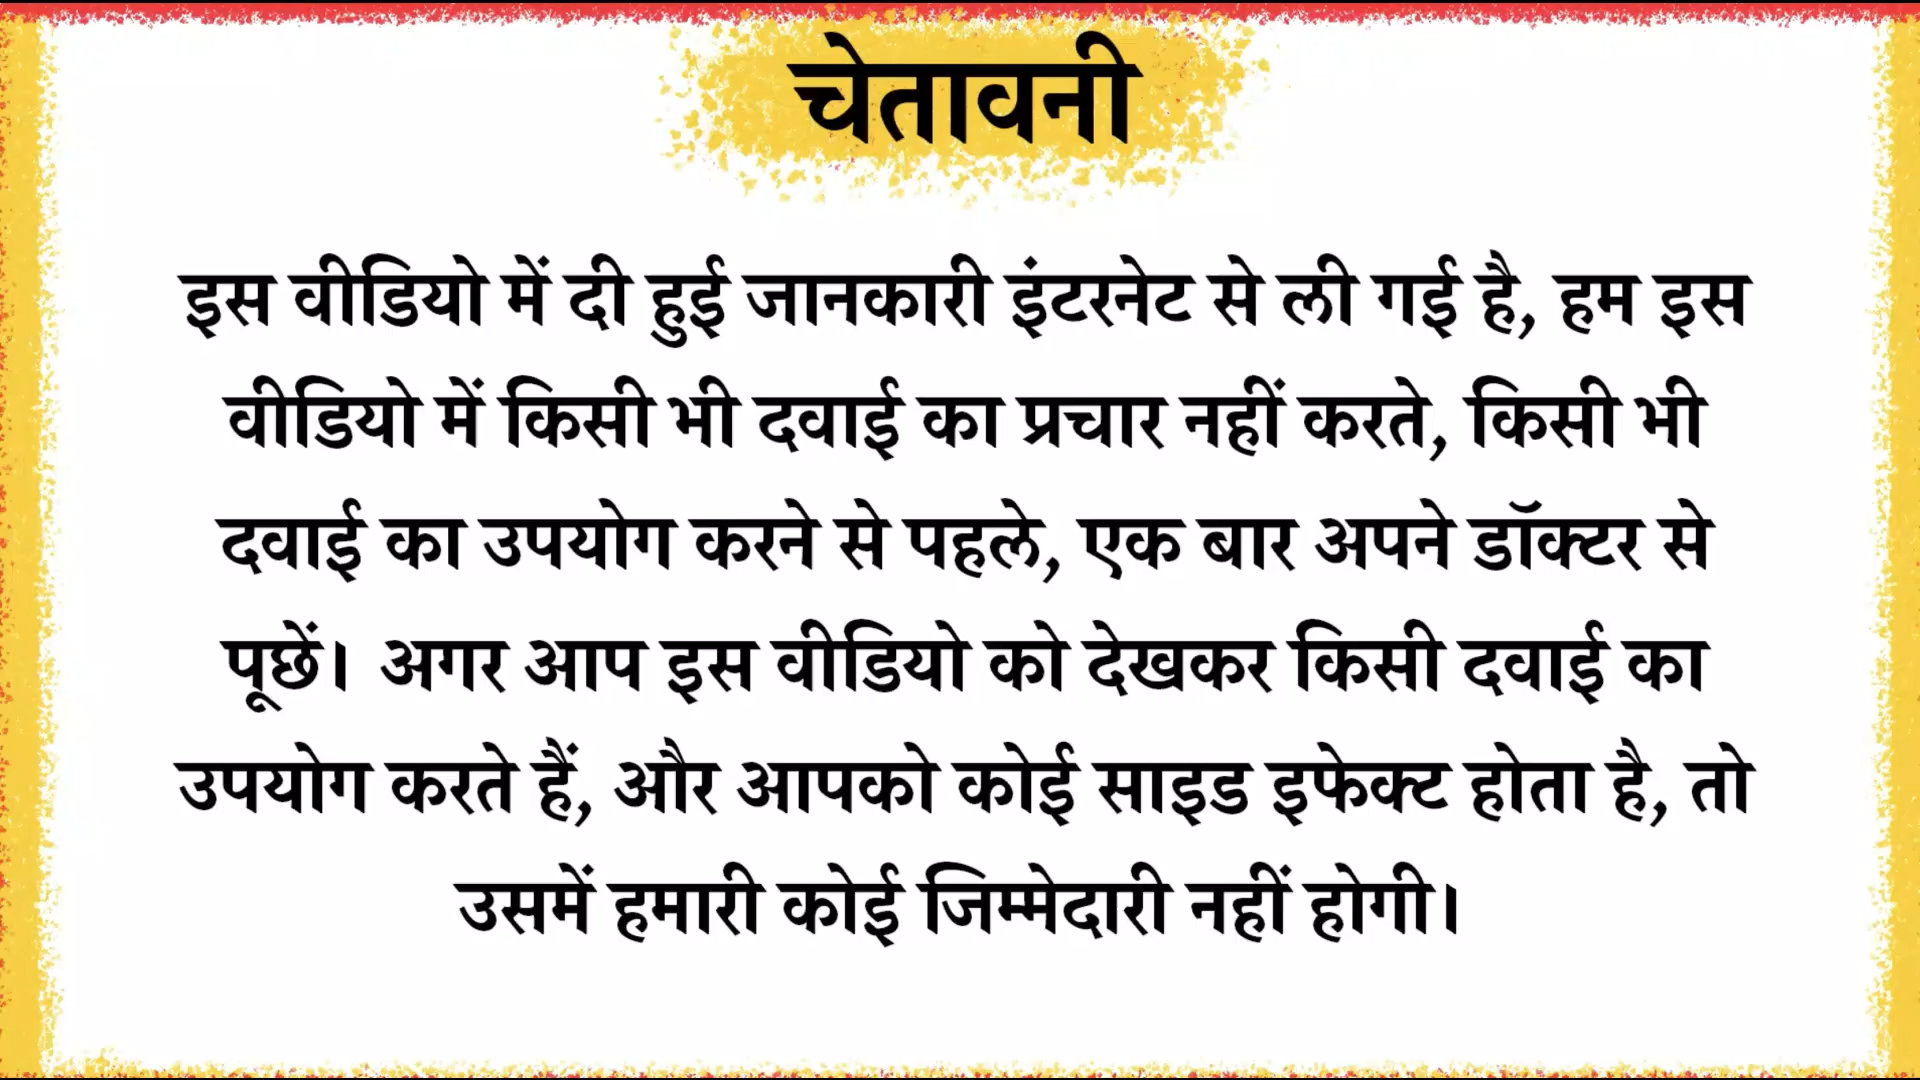 चेतावनी
इस वीडियो में दी हुई जानकारी इंटरनेट से ली गई है, हम इस
वीडियो में किसी भी दवाई का प्रचार नहीं करते, किसी भी
दवाई का उपयोग करने से पहले, एक बार अपने डॉक्टर से
पूछें। अगर आप इस वीडियो को देखकर किसी दवाई का
उपयोग करते हैं, और आपको कोई साइड इफेक्ट होता है, तो
उसमें हमारी कोई जिम्मेदारी नहीं होगी।